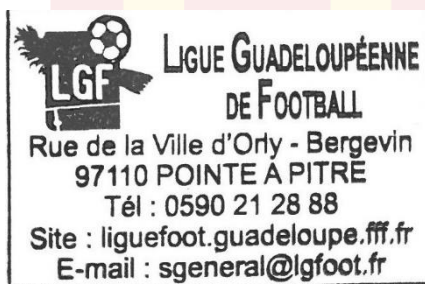 LGF
LIGUE GUADELOUPÉENNE
DE FOOTBALL
Rue de la Ville d'Orly - Bergevin
97110 POINTE A PITRE
Tél : 0590 21 28 88
Site : liguefoot.guadeloupe.fff.fr
E-mail : sgeneral@lgfoot.fr